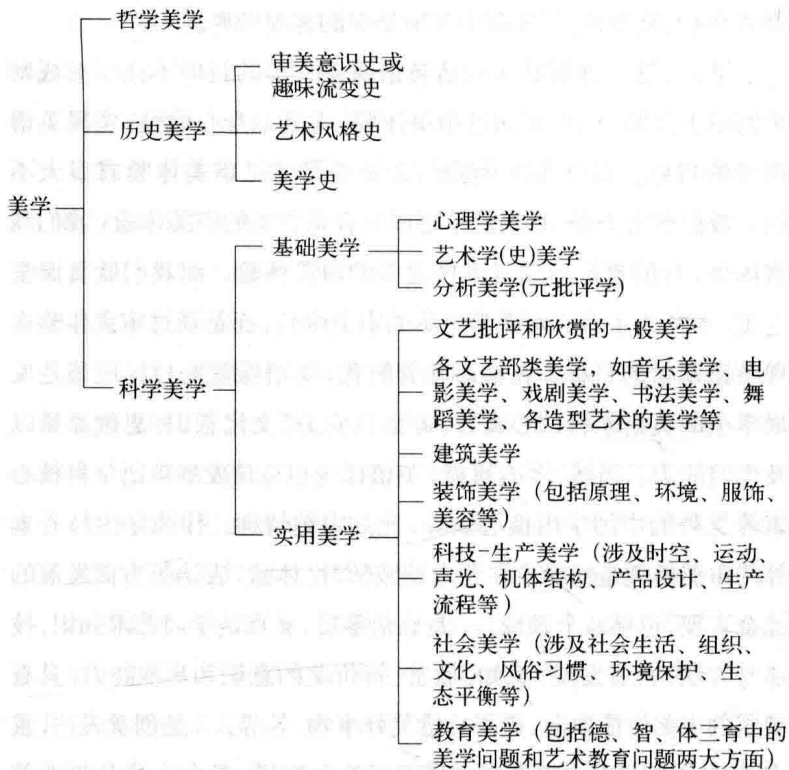 哲学美学
审美意识史或
趣味流变史
历史美学
艺术风格史
美学史
美学
心理学美学
基础美学
艺术学(史)美学
分析美学(元批评学)
文艺批评和欣赏的一般美学
各文艺部类美学，如音乐美学、电
影美学、戏剧美学、书法美学、舞
蹈美学、各造型艺术的美学等
科学美学
建筑美学
装饰美学（包括原理、环境、服饰、
美容等）
实用美学
科技-生产美学（涉及时空、运动、
声光、机体结构、产品设计、生产
流程等）
社会美学（涉及社会生活、组织、
文化、风俗习惯、环境保护、生
态平衡等）
教育美学（包括德、智、体三育中的
美学问题和艺术教育问题两大方面）